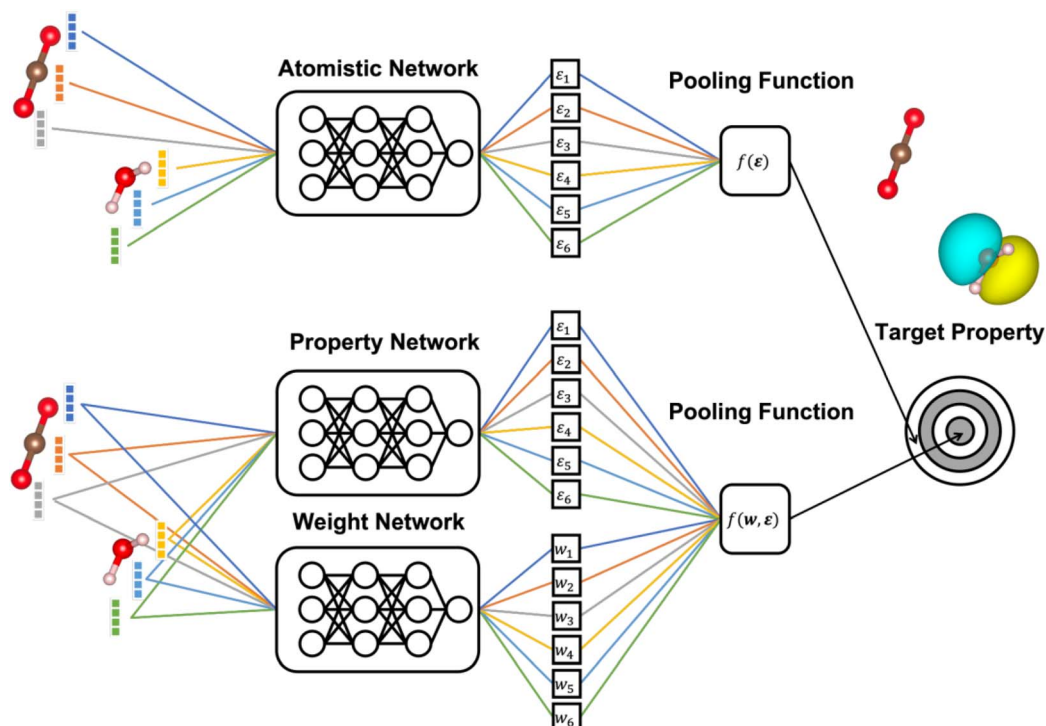 Atomistic Network
ε₁
ε₂
ε₃
ε₄
ε₅
ε₆
Pooling Function
f(ε)
Target Property
Property Network
ε₁
ε₂
ε₃
ε₄
ε₅
ε₆
Pooling Function
f(w, ε)
Weight Network
w₁
w₂
w₃
w₄
w₅
w₆